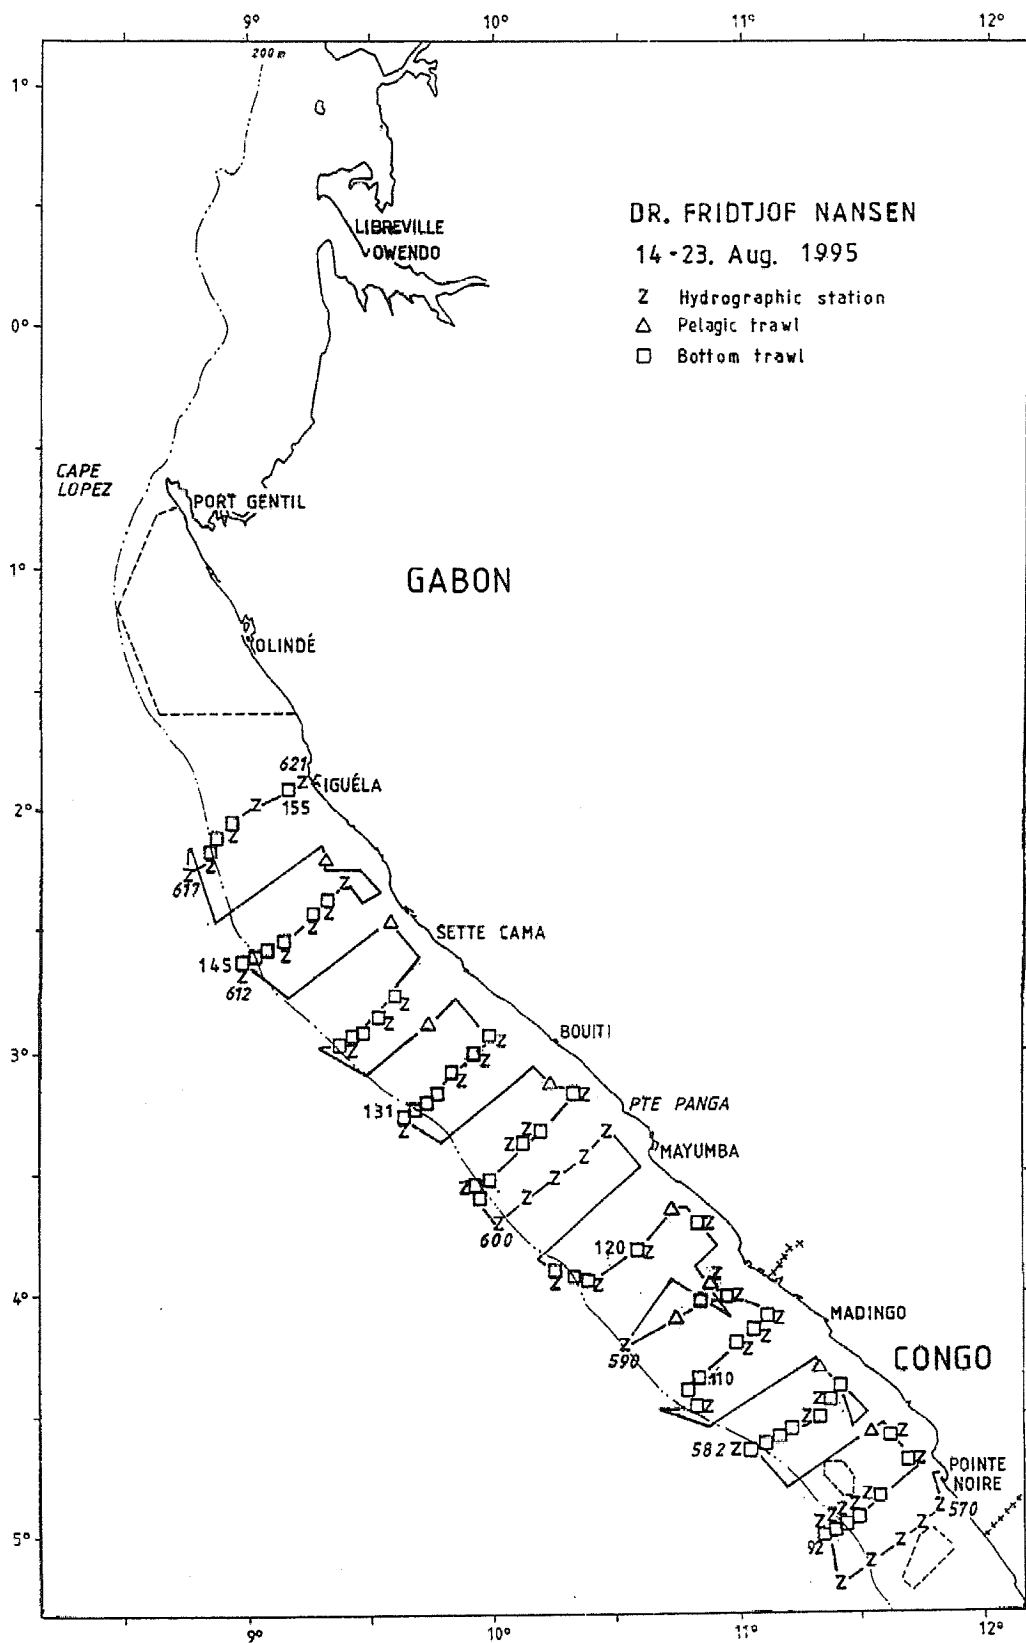 9° 10° 11° 12°
200 m
1°
DR. FRIDTJOF NANSEN
LIBREVILLE
OWENDO
14-23. Aug. 1995
Z Hydrographic station
△ Pelagic trawl
□ Bottom trawl
0°
CAPE
LOPEZ
PORT GENTIL
1°
GABON
OLINDÉ
621
IGUÉLA
155
2°
617
SETTE CAMA
145
612
BOUITI
3°
131
PTE PANGA
MAYUMBA
600
120
4°
MADINGO
590
CONGO
110
582
POINTE
NOIRE
570
5°
92
9° 10° 11° 12°